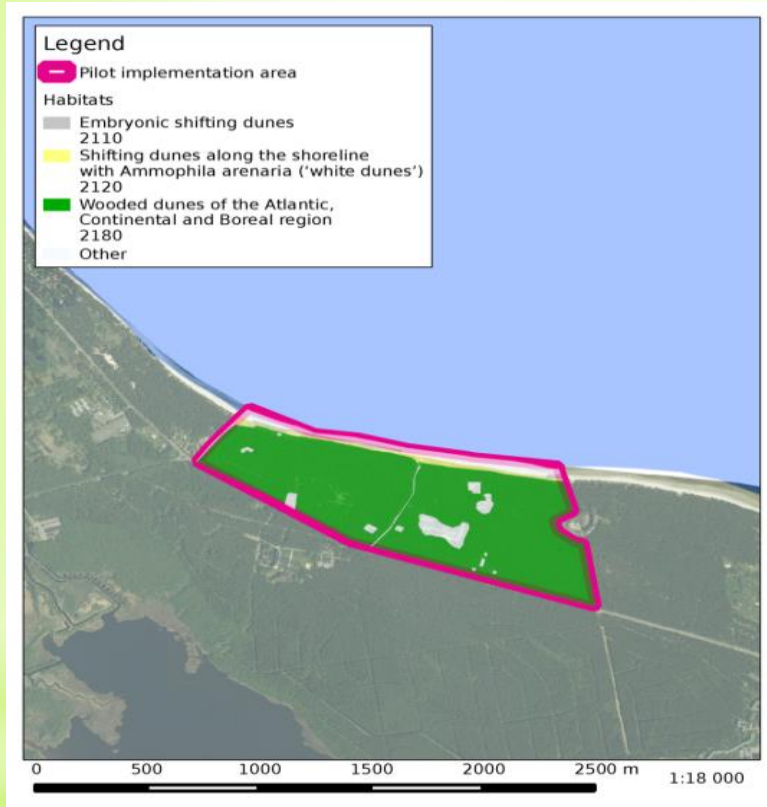 Legend
Pilot implementation area
Habitats
Embryonic shifting dunes
2110
Shifting dunes along the shoreline
with Ammophila arenaria (‘white dunes’)
2120
Wooded dunes of the Atlantic,
Continental and Boreal region
2180
Other
0 500 1000 1500 2000 2500 m
1:18 000